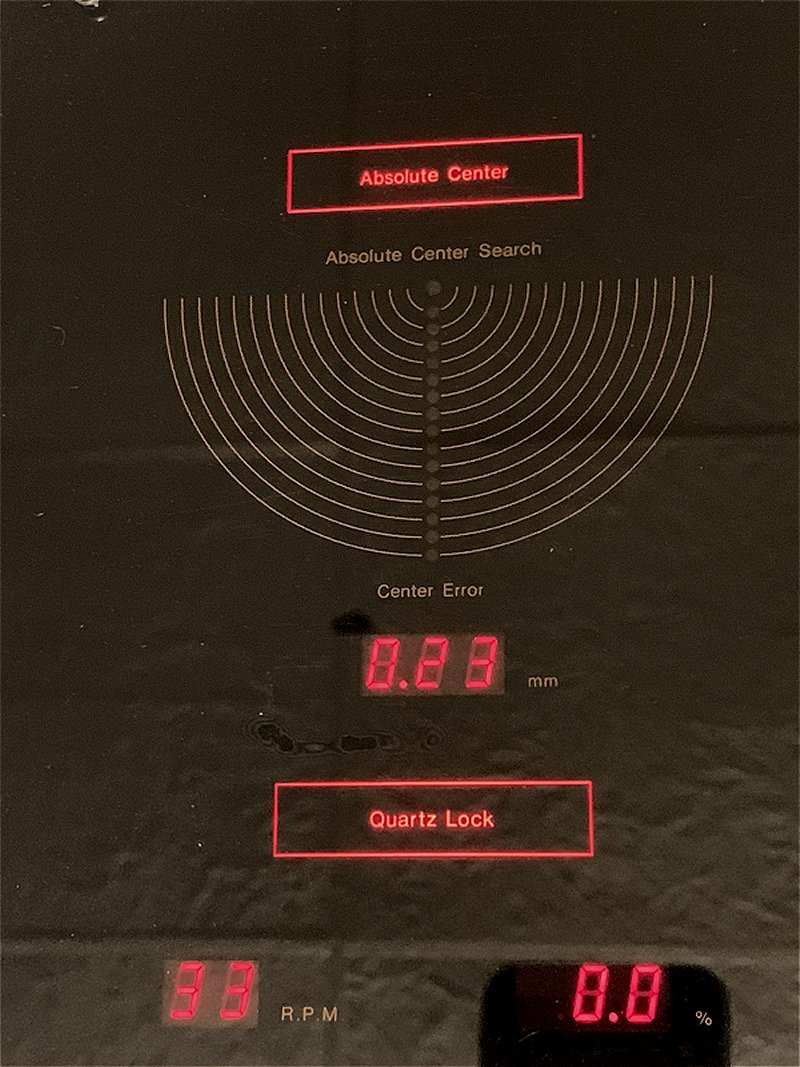 Absolute Center
Absolute Center Search
Center Error
0.23 mm
Quartz Lock
33 R.P.M
0.0 %